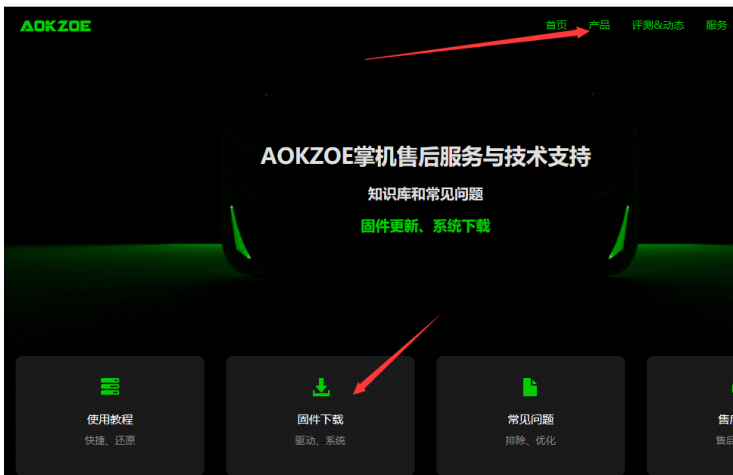 AOKZOE
首页 产品 评测&动态 服务
AOKZOE掌机售后服务与技术支持
知识库和常见问题
固件更新、系统下载
使用教程 固件下载 常见问题 售
快捷、还原 驱动、系统 排除、优化 售后